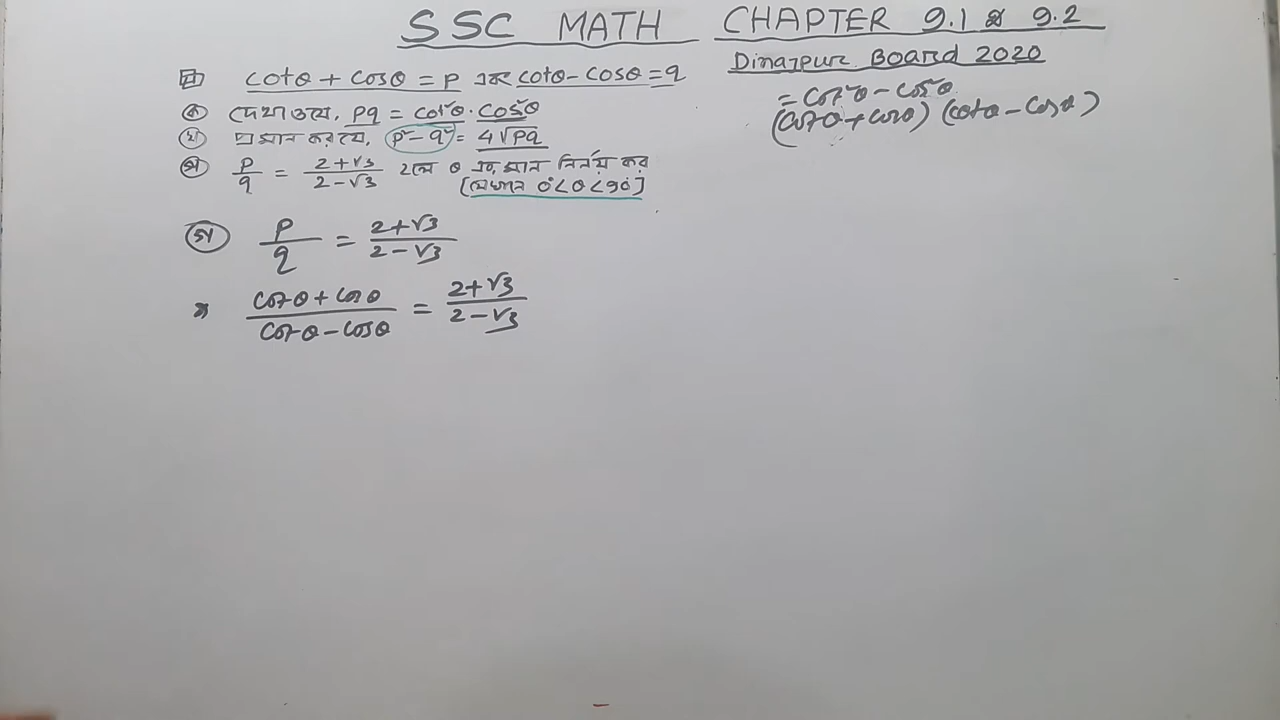 SSC MATH CHAPTER 9.1 & 9.2
Dinajpur Board 2020
cotθ + cosθ = p এবং cotθ - cosθ = q
= cot²θ - cos²θ
(cotθ + cosθ) (cotθ - cosθ)
ক দেখাও যে, pq = cot²θ · cos²θ
খ প্রমান কর যে, p² - q² = 4√pq
গ p/q = (2+√3)/(2-√3) হলে θ এর মান নির্নয় কর
[যেখানে 0°<θ<90°]
গ p/q = (2+√3)/(2-√3)
(cotθ + cosθ)/(cotθ - cosθ) = (2+√3)/(2-√3)